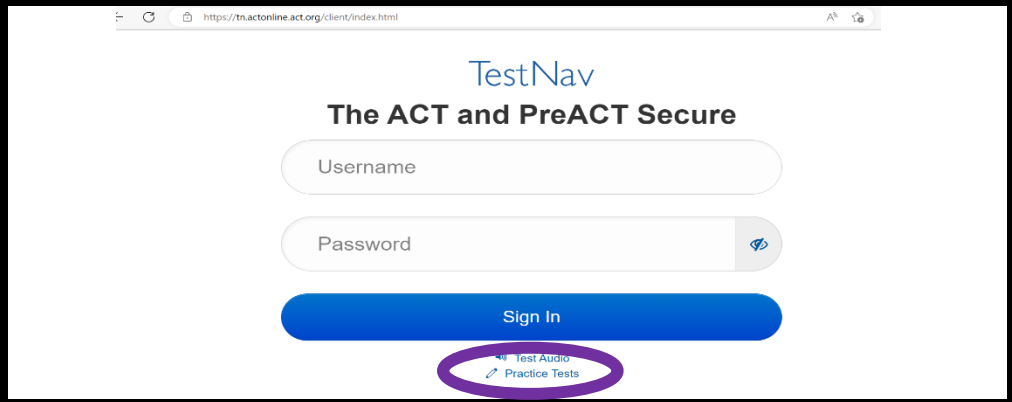 https://tn.actonline.act.org/client/index.html
TestNav
The ACT and PreACT Secure
Username
Password
Sign In
Test Audio
Practice Tests